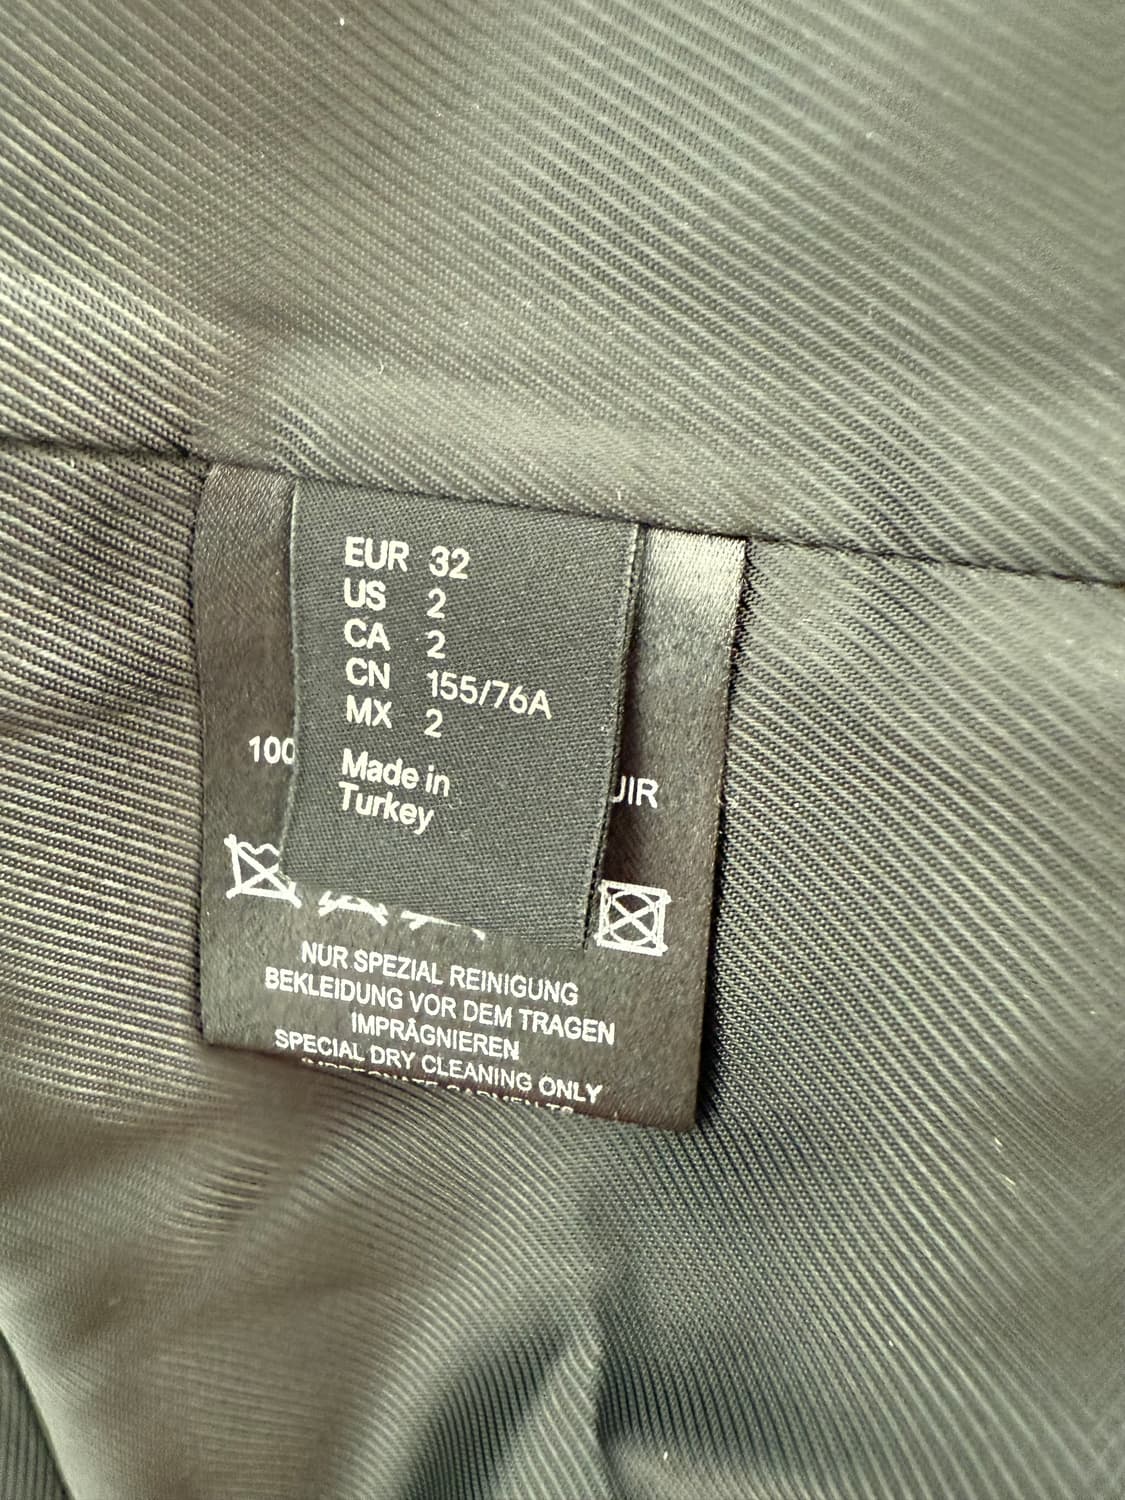 EUR 32
US 2
CA 2
CN 155/76A
MX 2
Made in
Turkey
100
UIR
NUR SPEZIAL REINIGUNG
BEKLEIDUNG VOR DEM TRAGEN
IMPRÄGNIEREN
SPECIAL DRY CLEANING ONLY